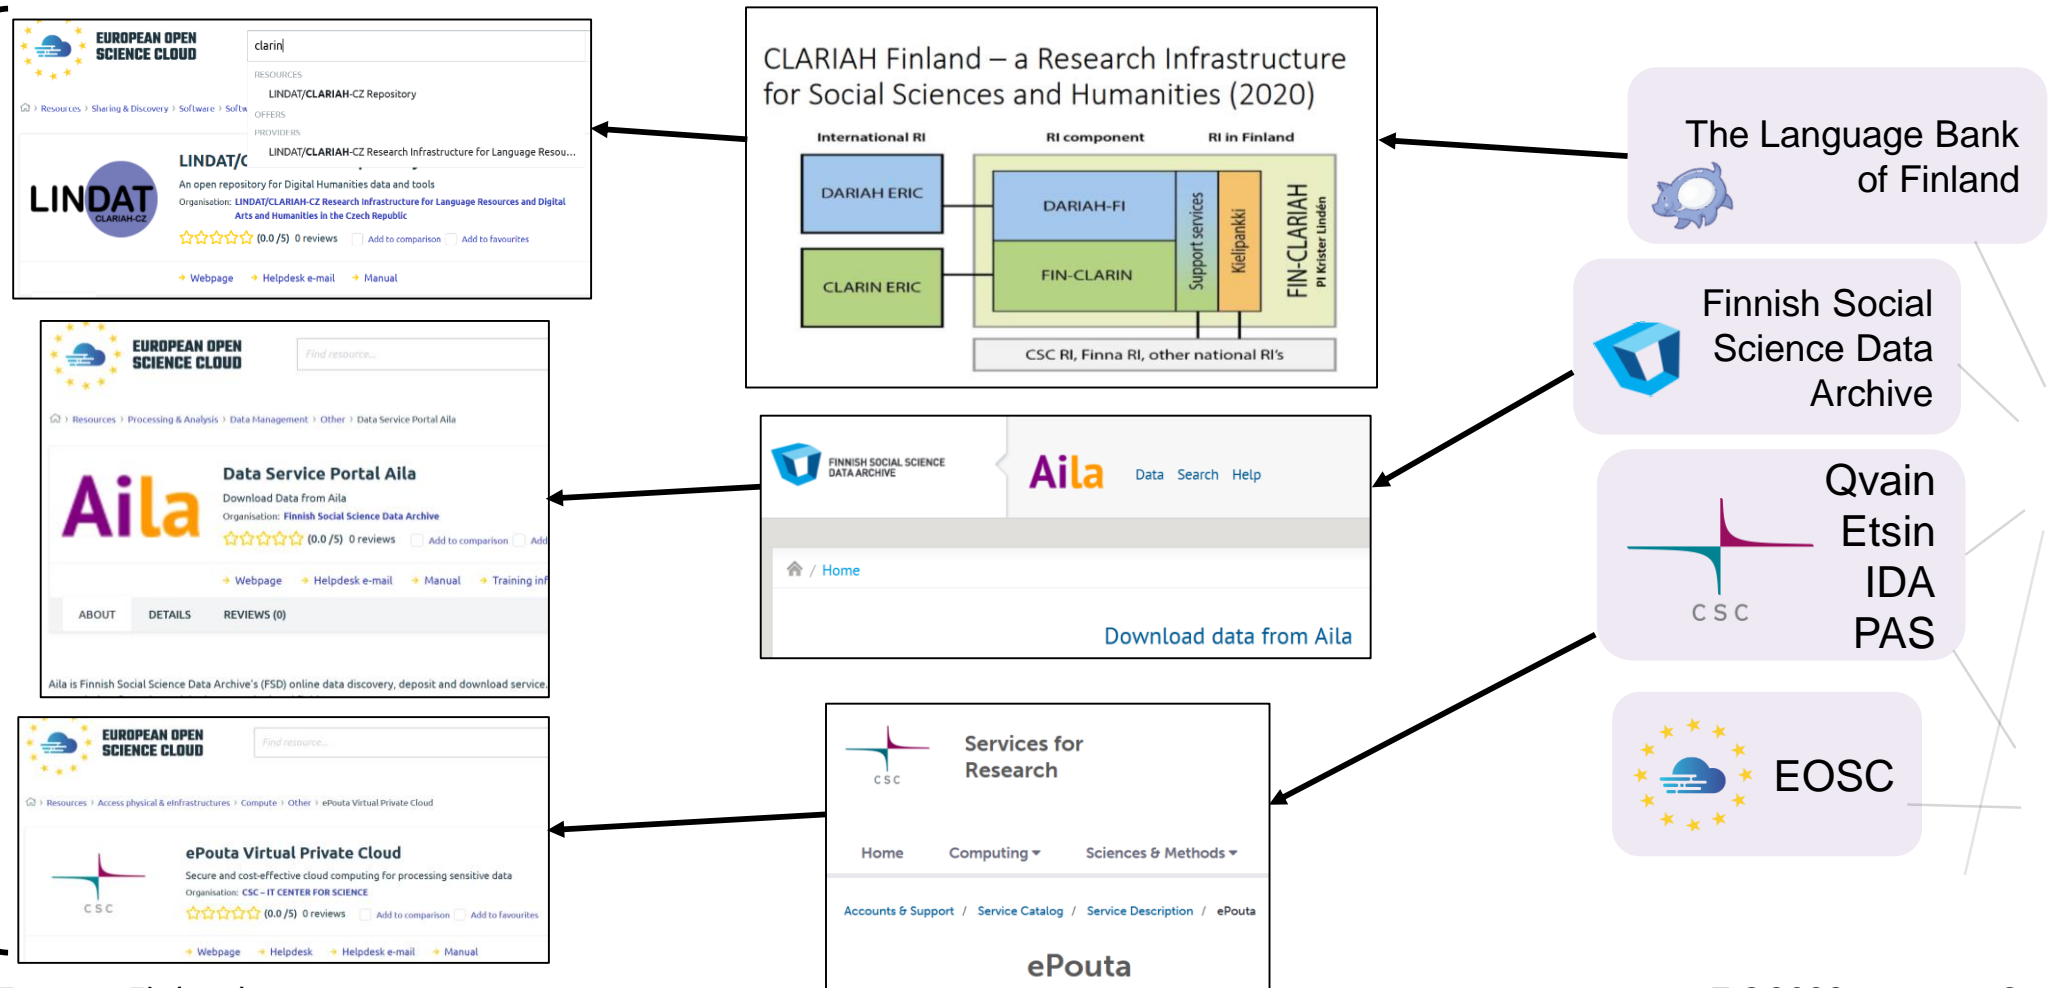 EUROPEAN OPEN
SCIENCE CLOUD
clarin
RESOURCES
LINDAT/CLARIAH-CZ Repository
OFFERS
PROVIDERS
LINDAT/CLARIAH-CZ Research Infrastructure for Language Resou...
Resources › Sharing & Discovery › Software › Softw
LINDAT
CLARIAH-CZ
LINDAT/C
An open repository for Digital Humanities data and tools
Organisation: LINDAT/CLARIAH-CZ Research Infrastructure for Language Resources and Digital
Arts and Humanities in the Czech Republic
(0.0 /5) 0 reviews Add to comparison Add to favourites
Webpage Helpdesk e-mail Manual
EUROPEAN OPEN
SCIENCE CLOUD
Find resource...
Resources › Processing & Analysis › Data Management › Other › Data Service Portal Aila
Aila
Data Service Portal Aila
Download Data from Aila
Organisation: Finnish Social Science Data Archive
(0.0 /5) 0 reviews Add to comparison Add
Webpage Helpdesk e-mail Manual Training inf
ABOUT DETAILS REVIEWS (0)
Aila is Finnish Social Science Data Archive's (FSD) online data discovery, deposit and download service.
EUROPEAN OPEN
SCIENCE CLOUD
Find resource...
Resources › Access physical & eInfrastructures › Compute › Other › ePouta Virtual Private Cloud
CSC
ePouta Virtual Private Cloud
Secure and cost-effective cloud computing for processing sensitive data
Organisation: CSC – IT CENTER FOR SCIENCE
(0.0 /5) 0 reviews Add to comparison Add to favourites
Webpage Helpdesk Helpdesk e-mail Manual
CLARIAH Finland – a Research Infrastructure
for Social Sciences and Humanities (2020)
International RI RI component RI in Finland
DARIAH ERIC
CLARIN ERIC
DARIAH-FI
FIN-CLARIN
Support services
Kielipankki
FIN-CLARIAH
PI Krister Lindén
CSC RI, Finna RI, other national RI's
FINNISH SOCIAL SCIENCE
DATA ARCHIVE
Aila
Data Search Help
/ Home
Download data from Aila
CSC
Services for
Research
Home Computing Sciences & Methods
Accounts & Support / Service Catalog / Service Description / ePouta
ePouta
The Language Bank
of Finland
Finnish Social
Science Data
Archive
CSC
Qvain
Etsin
IDA
PAS
EOSC